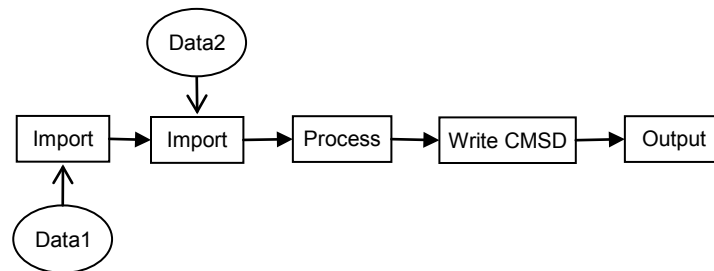 Data2
Import
Import
Process
Write CMSD
Output
Data1